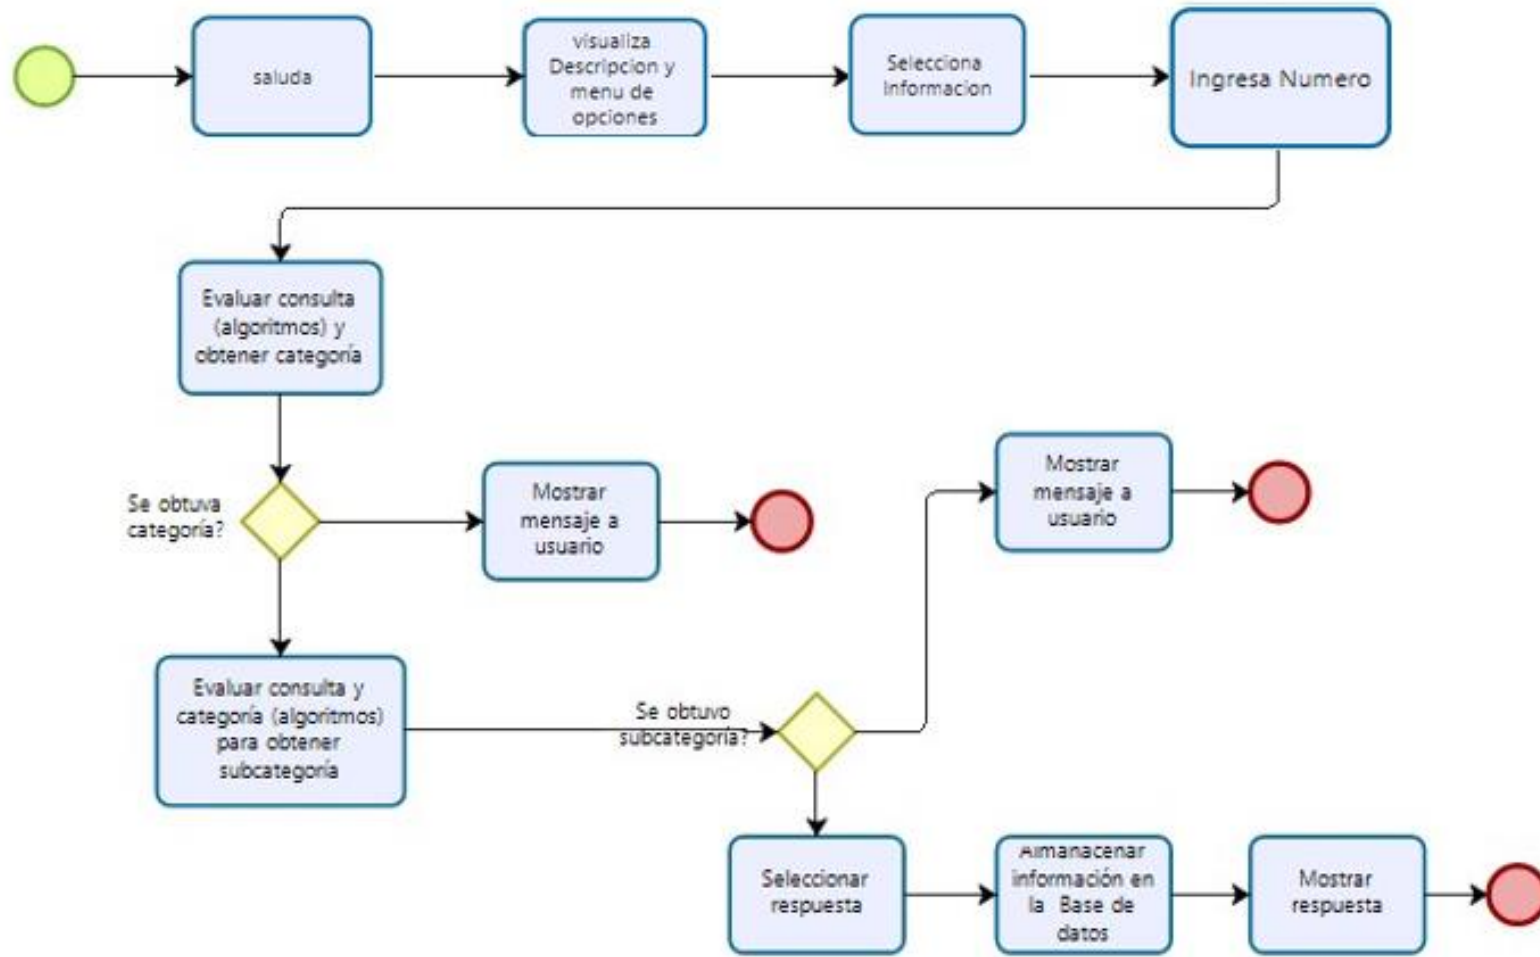 saluda
visualiza
Descripcion y
menu de
opciones
Selecciona
Informacion
Ingresa Numero
Evaluar consulta
(algoritmos) y
obtener categoría
Se obtuva
categoría?
Mostrar
mensaje a
usuario
Mostrar
mensaje a
usuario
Evaluar consulta y
categoría (algoritmos)
para obtener
subcategoría
Se obtuvo
subcategoría?
Seleccionar
respuesta
Almanacenar
información en
la Base de
datos
Mostrar
respuesta